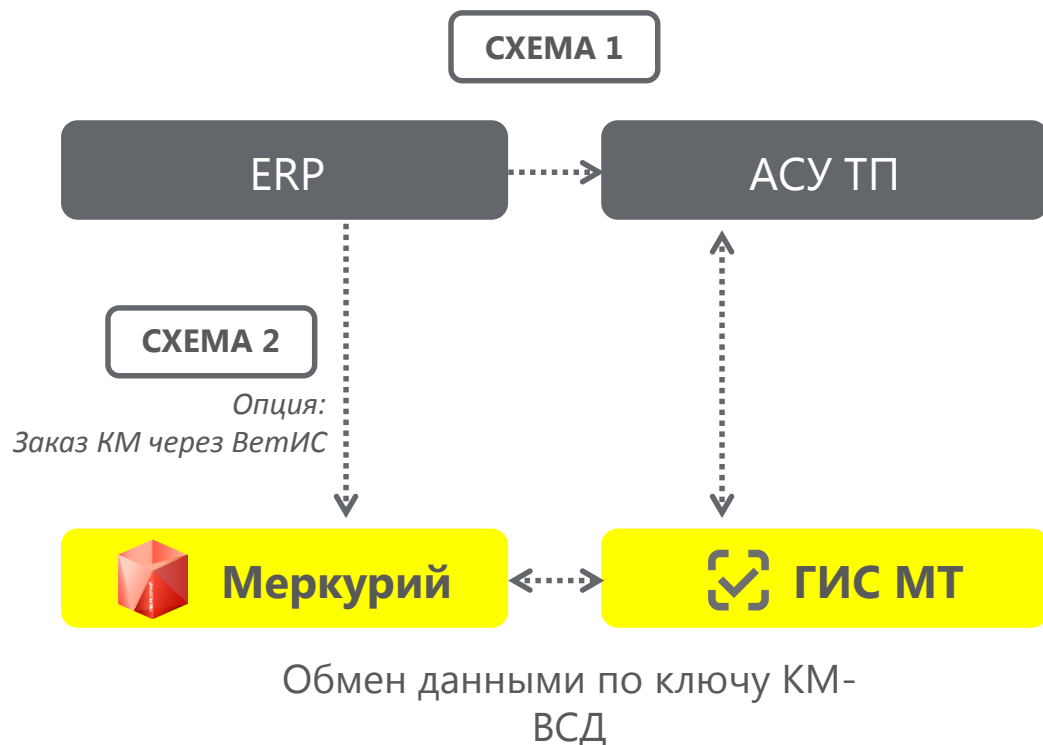 СХЕМА 1
ERP
АСУ ТП
СХЕМА 2
Опция:
Заказ КМ через ВетИС
Меркурий
ГИС МТ
Обмен данными по ключу КМ-
ВСД